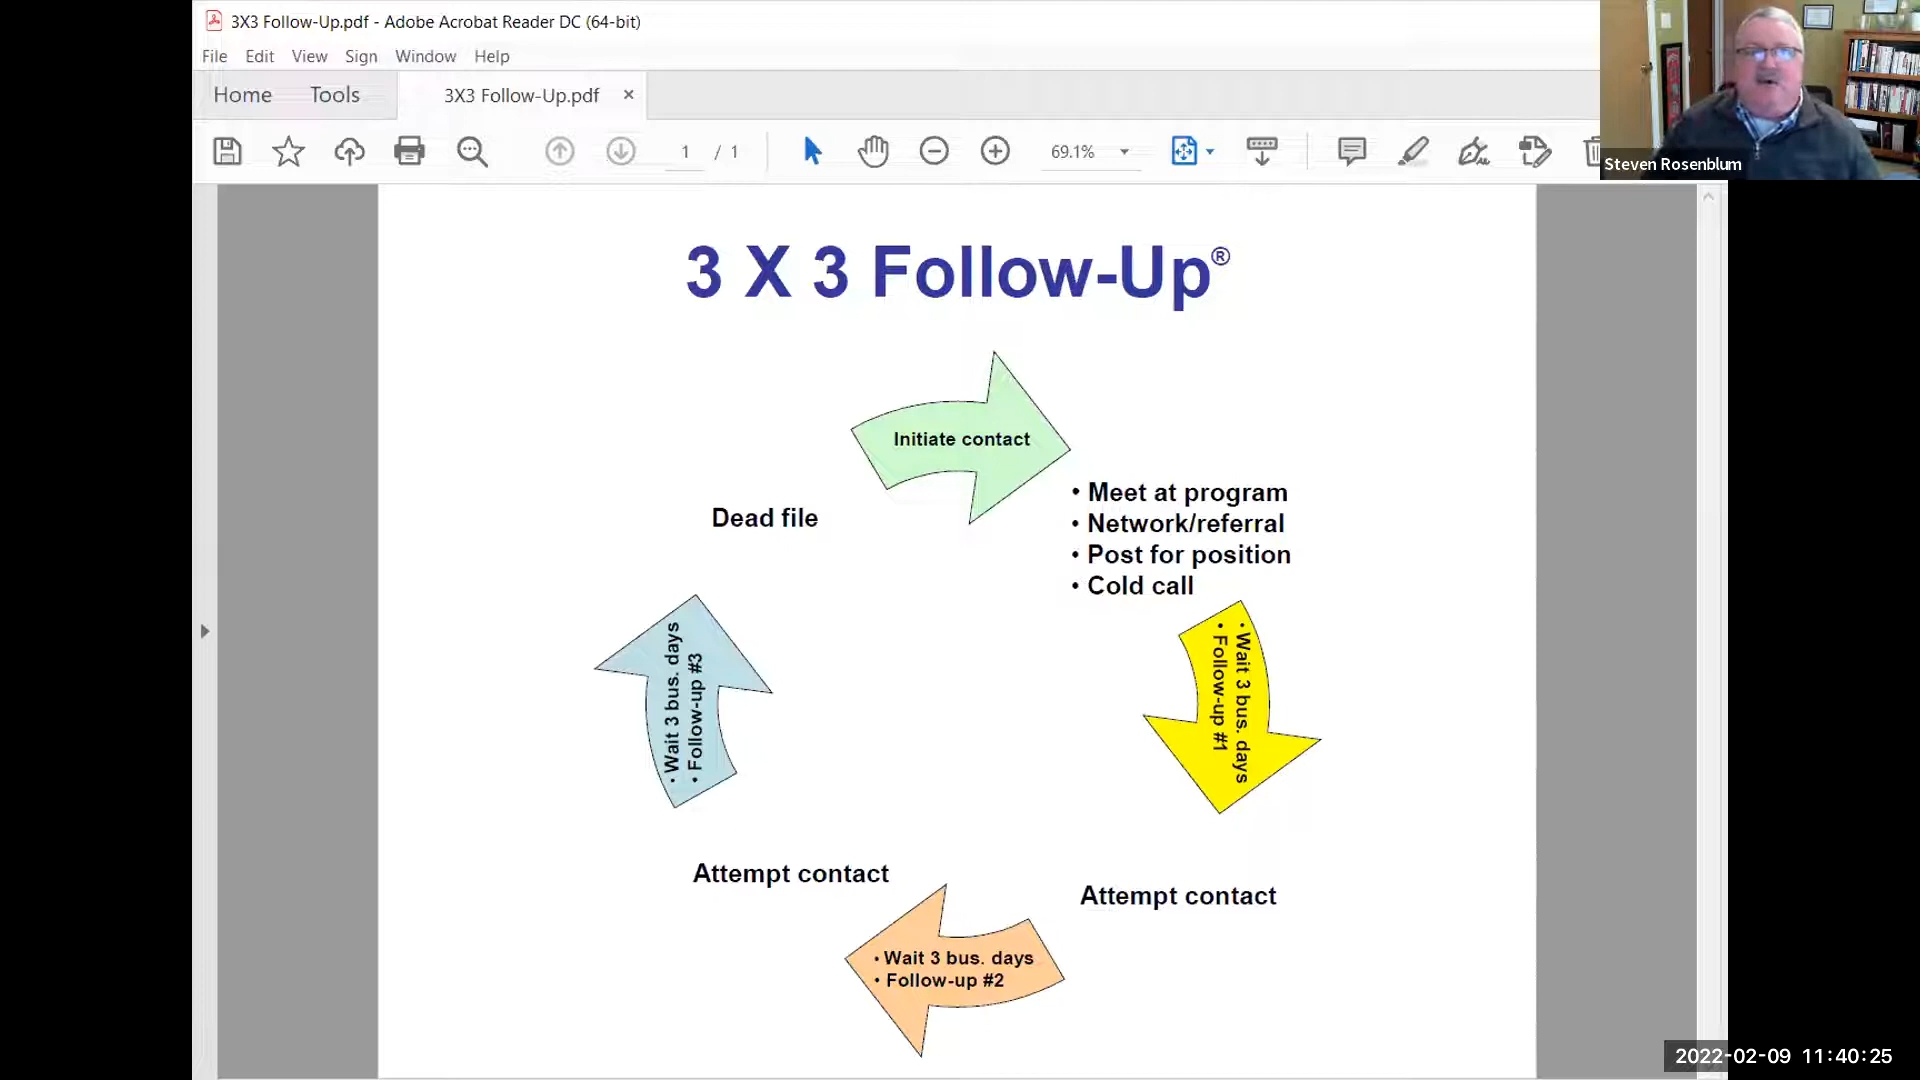 3X3 Follow-Up.pdf - Adobe Acrobat Reader DC (64-bit)
File Edit View Sign Window Help
Home Tools 3X3 Follow-Up.pdf ×
1 / 1 69.1%
Steven Rosenblum
3 X 3 Follow-Up®
Initiate contact
• Meet at program
• Network/referral
• Post for position
• Cold call
• Wait 3 bus. days
• Follow-up #1
Attempt contact
• Wait 3 bus. days
• Follow-up #2
Attempt contact
• Wait 3 bus. days
• Follow-up #3
Dead file
2022-02-09 11:40:25